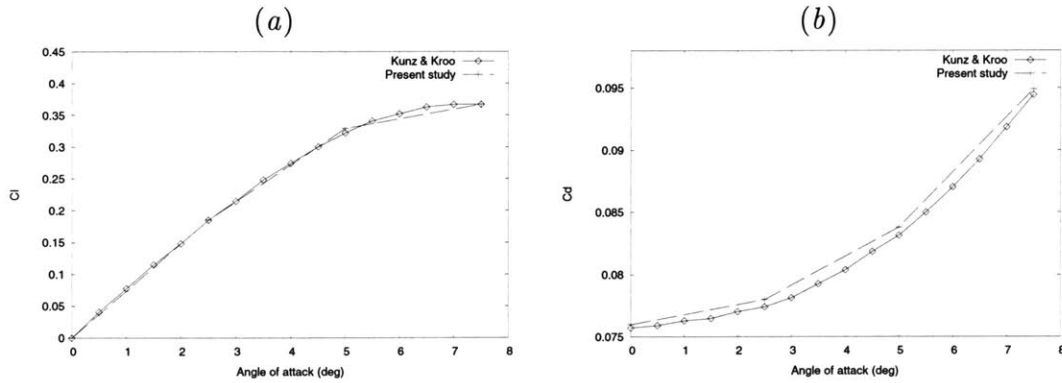 (a)
0.45
0.4
0.35
0.3
0.25
0.2
0.15
0.1
0.05
0
Cl
0 1 2 3 4 5 6 7 8
Angle of attack (deg)
Kunz & Kroo
Present study
(b)
0.095
0.09
0.085
0.08
0.075
Cd
0 1 2 3 4 5 6 7 8
Angle of attack (deg)
Kunz & Kroo
Present study